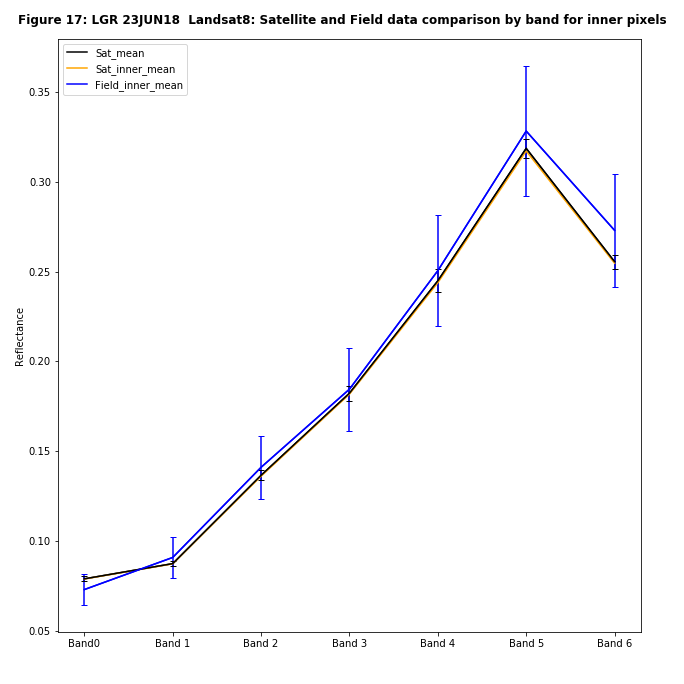 Figure 17: LGR 23JUN18  Landsat8: Satellite and Field data comparison by band for inner pixels
Sat_mean
Sat_inner_mean
Field_inner_mean
0.35
0.30
0.25
0.20
0.15
0.10
0.05
Reflectance
Band0 Band 1 Band 2 Band 3 Band 4 Band 5 Band 6